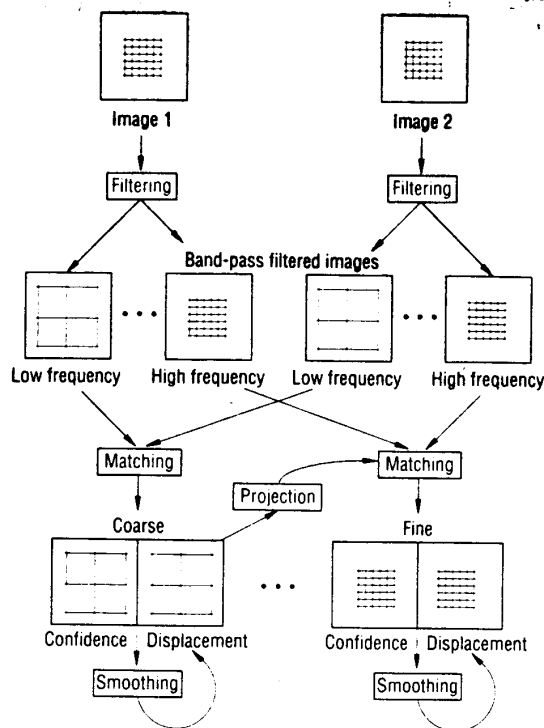 Image 1 Image 2
Filtering Filtering
Band-pass filtered images
Low frequency High frequency Low frequency High frequency
Matching Matching
Projection
Coarse Fine
Confidence Displacement Confidence Displacement
Smoothing Smoothing